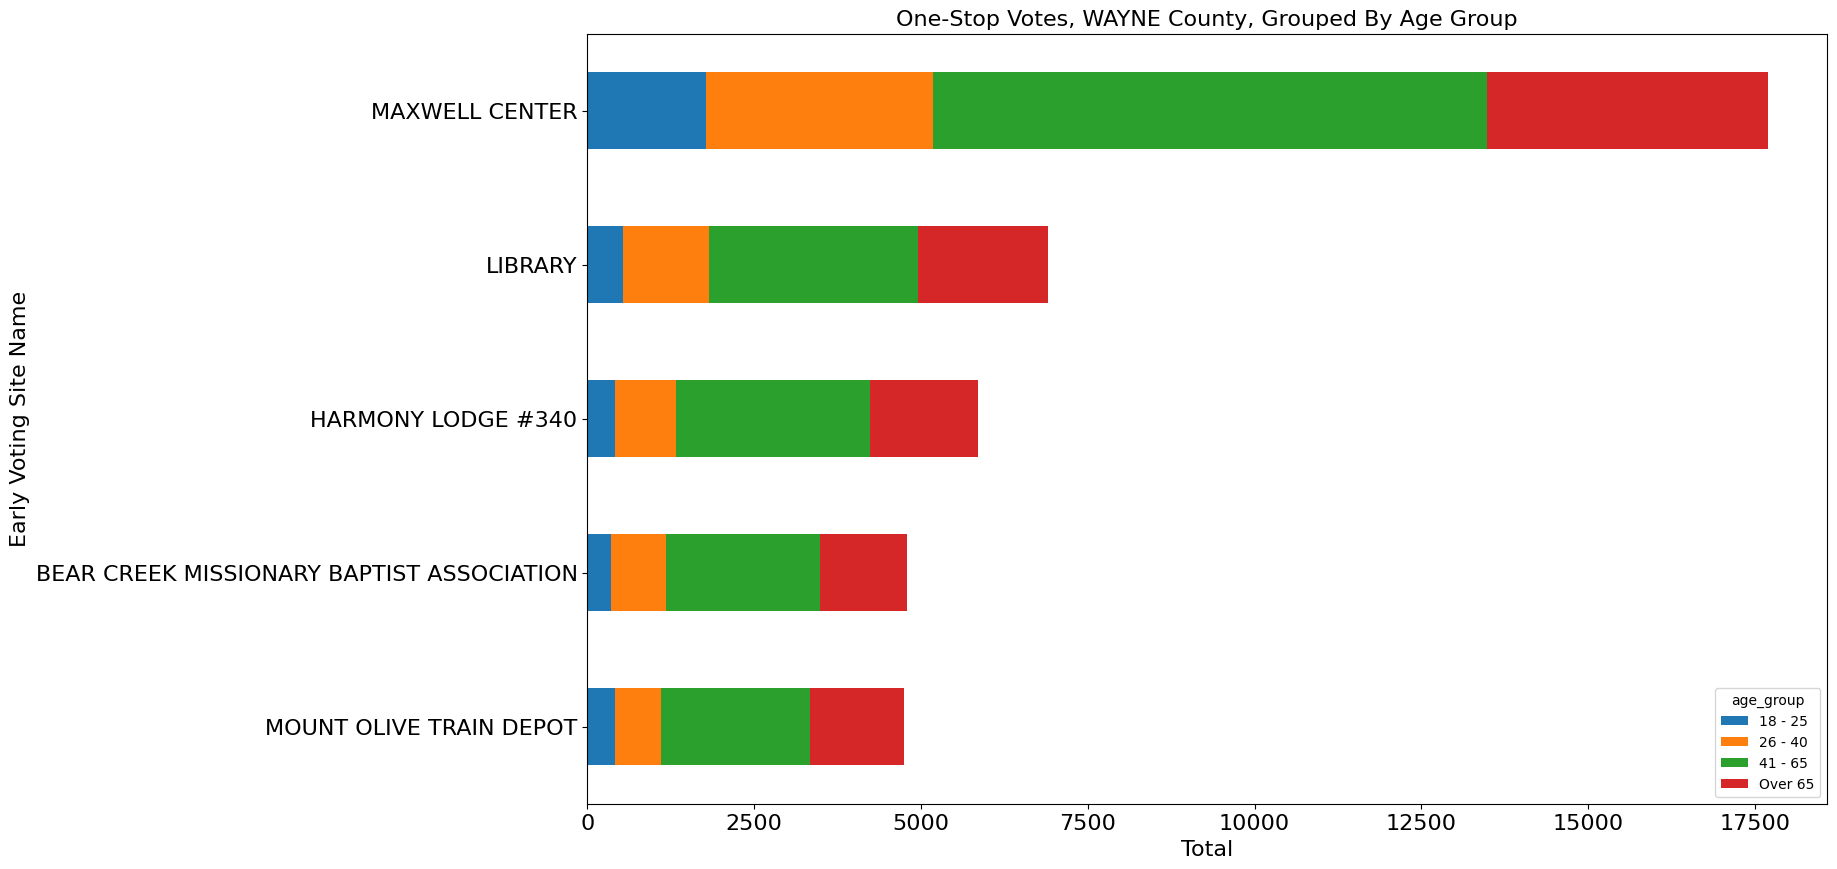 One-Stop Votes, WAYNE County, Grouped By Age Group
Early Voting Site Name
MAXWELL CENTER
LIBRARY
HARMONY LODGE #340
BEAR CREEK MISSIONARY BAPTIST ASSOCIATION
MOUNT OLIVE TRAIN DEPOT
age_group
18 - 25
26 - 40
41 - 65
Over 65
0 2500 5000 7500 10000 12500 15000 17500
Total